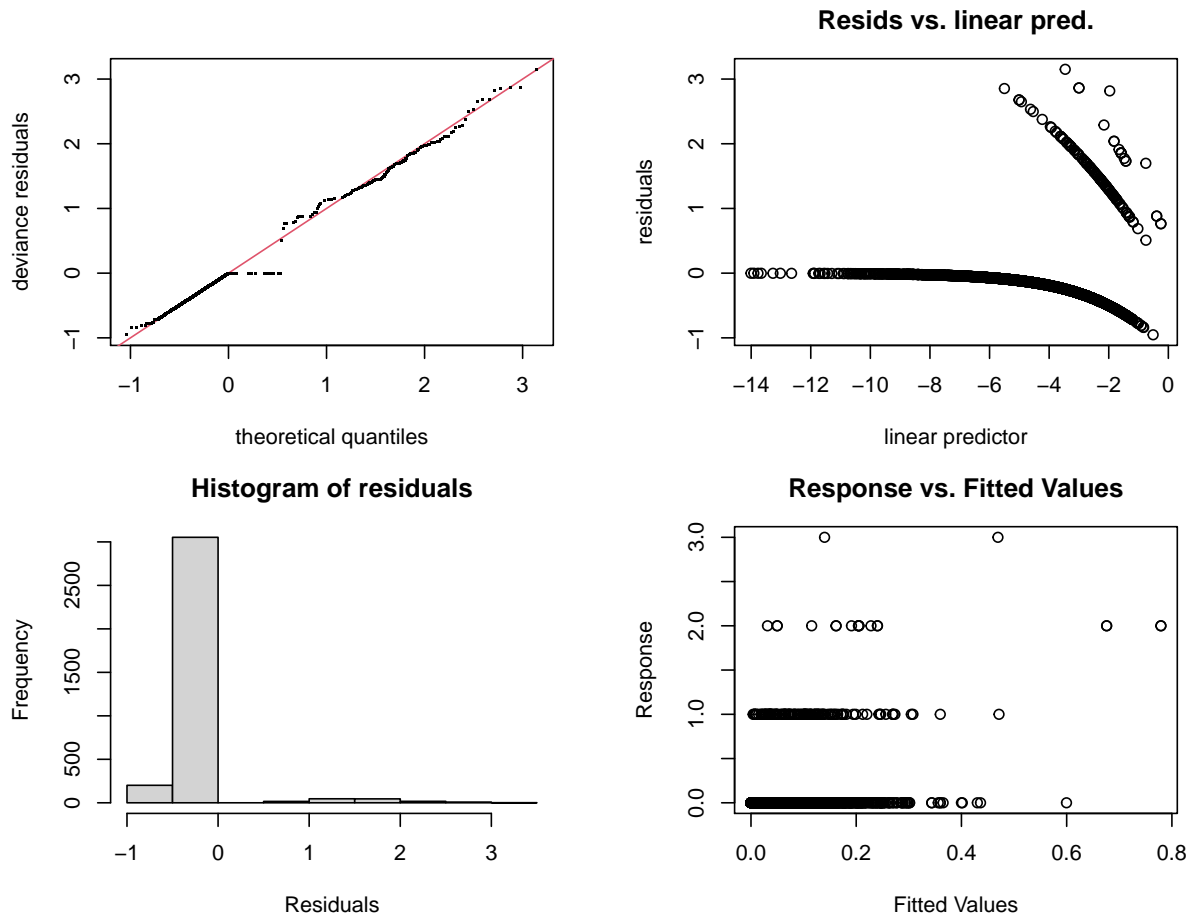 deviance residuals
3
2
1
0
−1
−1 0 1 2 3
theoretical quantiles
Resids vs. linear pred.
residuals
3
2
1
0
−1
−14 −12 −10 −8 −6 −4 −2 0
linear predictor
Histogram of residuals
Frequency
2500
1500
500
0
−1 0 1 2 3
Residuals
Response vs. Fitted Values
Response
3.0
2.0
1.0
0.0
0.0 0.2 0.4 0.6 0.8
Fitted Values